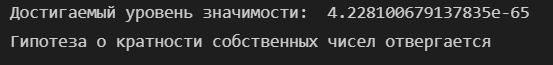 Достигаемый уровень значимости:  4.228100679137835e-65
Гипотеза о кратности собственных чисел отвергается